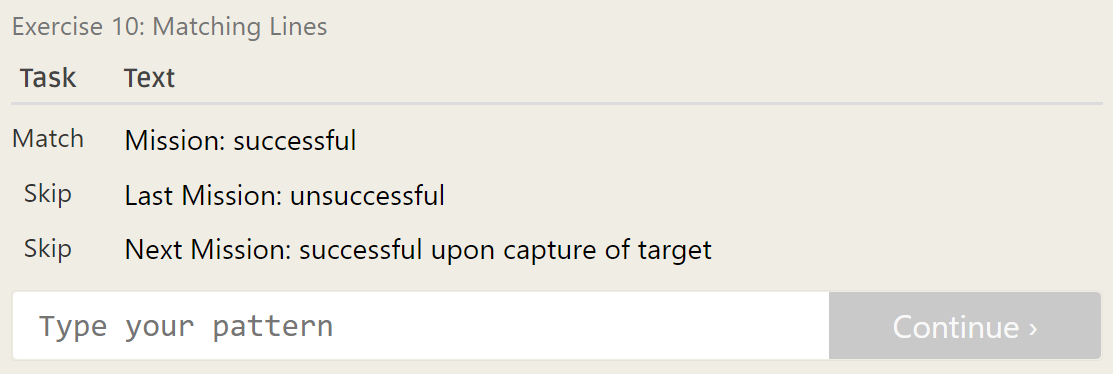 Exercise 10: Matching Lines
Task Text
Match Mission: successful
Skip Last Mission: unsuccessful
Skip Next Mission: successful upon capture of target
Type your pattern Continue ›